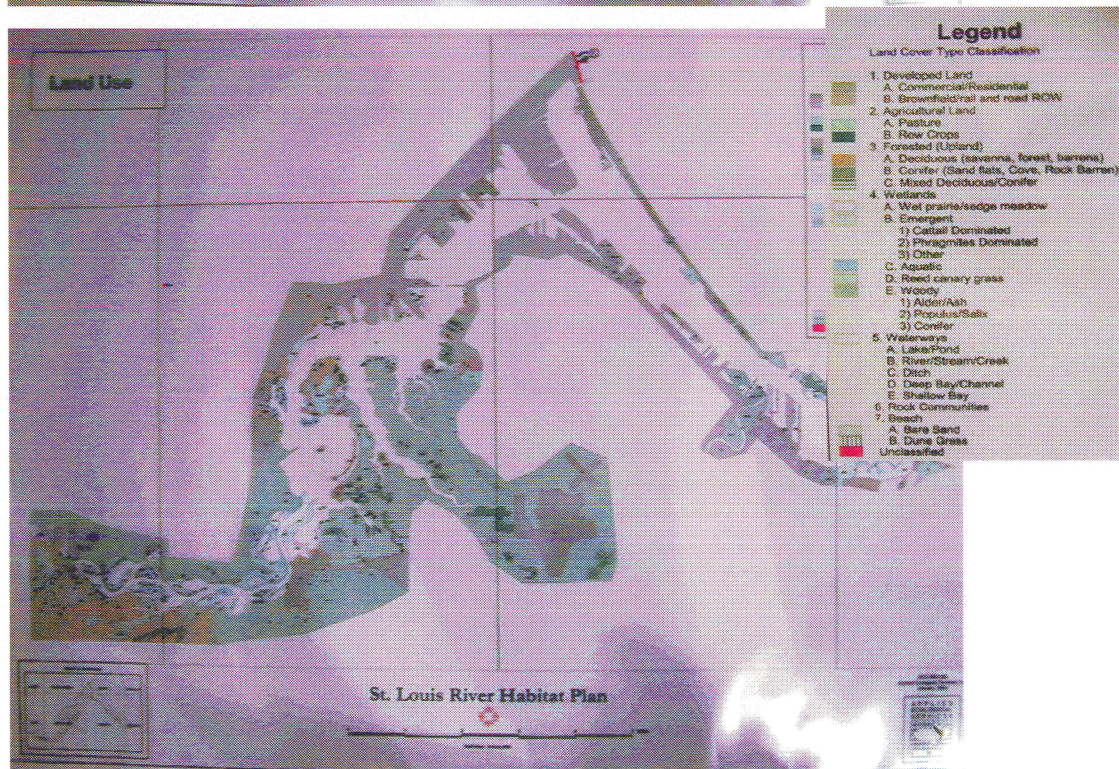 Land Use
Legend
Land Cover Type Classification
1. Developed Land
A. Commercial/Residential
B. Brownfield/rail and road ROW
2. Agricultural Land
A. Pasture
B. Row Crops
3. Forested (Upland)
A. Deciduous (savanna, forest, barrens)
B. Conifer (Sand flats, Cove, Rock Barren)
C. Mixed Deciduous/Conifer
4. Wetlands
A. Wet prairie/sedge meadow
B. Emergent
1) Cattail Dominated
2) Phragmites Dominated
3) Other
C. Aquatic
D. Reed canary grass
E. Woody
1) Alder/Ash
2) Populus/Salix
3) Conifer
5. Waterways
A. Lake/Pond
B. River/Stream/Creek
C. Ditch
D. Deep Bay/Channel
E. Shallow Bay
6. Rock Communities
7. Beach
A. Bare Sand
B. Dune Grass
Unclassified
St. Louis River Habitat Plan
APPLIED